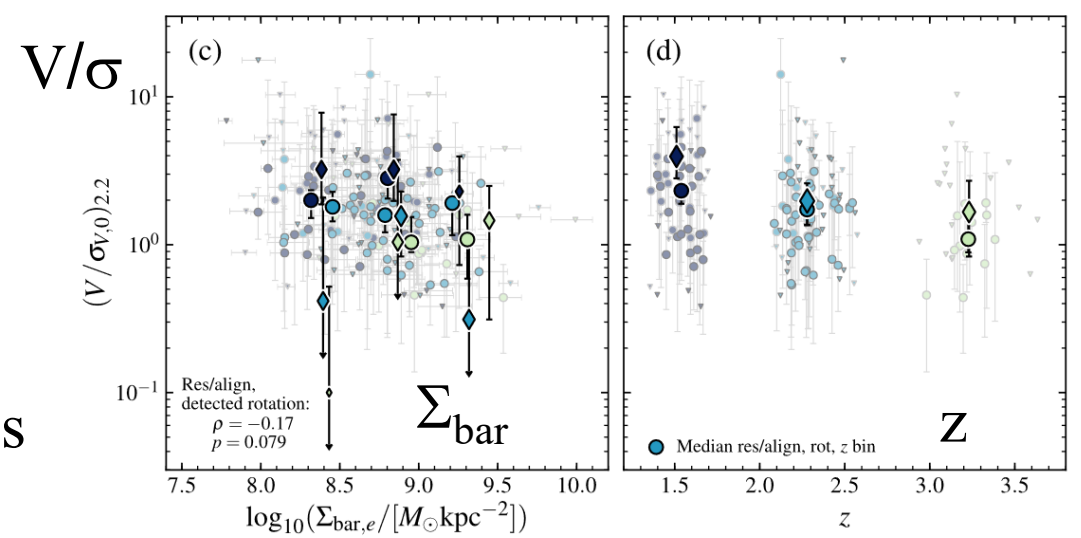 V/σ
s
(V/σ_{V,0})_{2.2}
10¹
10⁰
10⁻¹
(c)
Res/align,
detected rotation:
ρ = −0.17
p = 0.079
Σ_{bar}
7.5 8.0 8.5 9.0 9.5 10.0
log₁₀(Σ_{bar,e}/[M_☉kpc⁻²])
(d)
z
Median res/align, rot, z bin
1.5 2.0 2.5 3.0 3.5
z